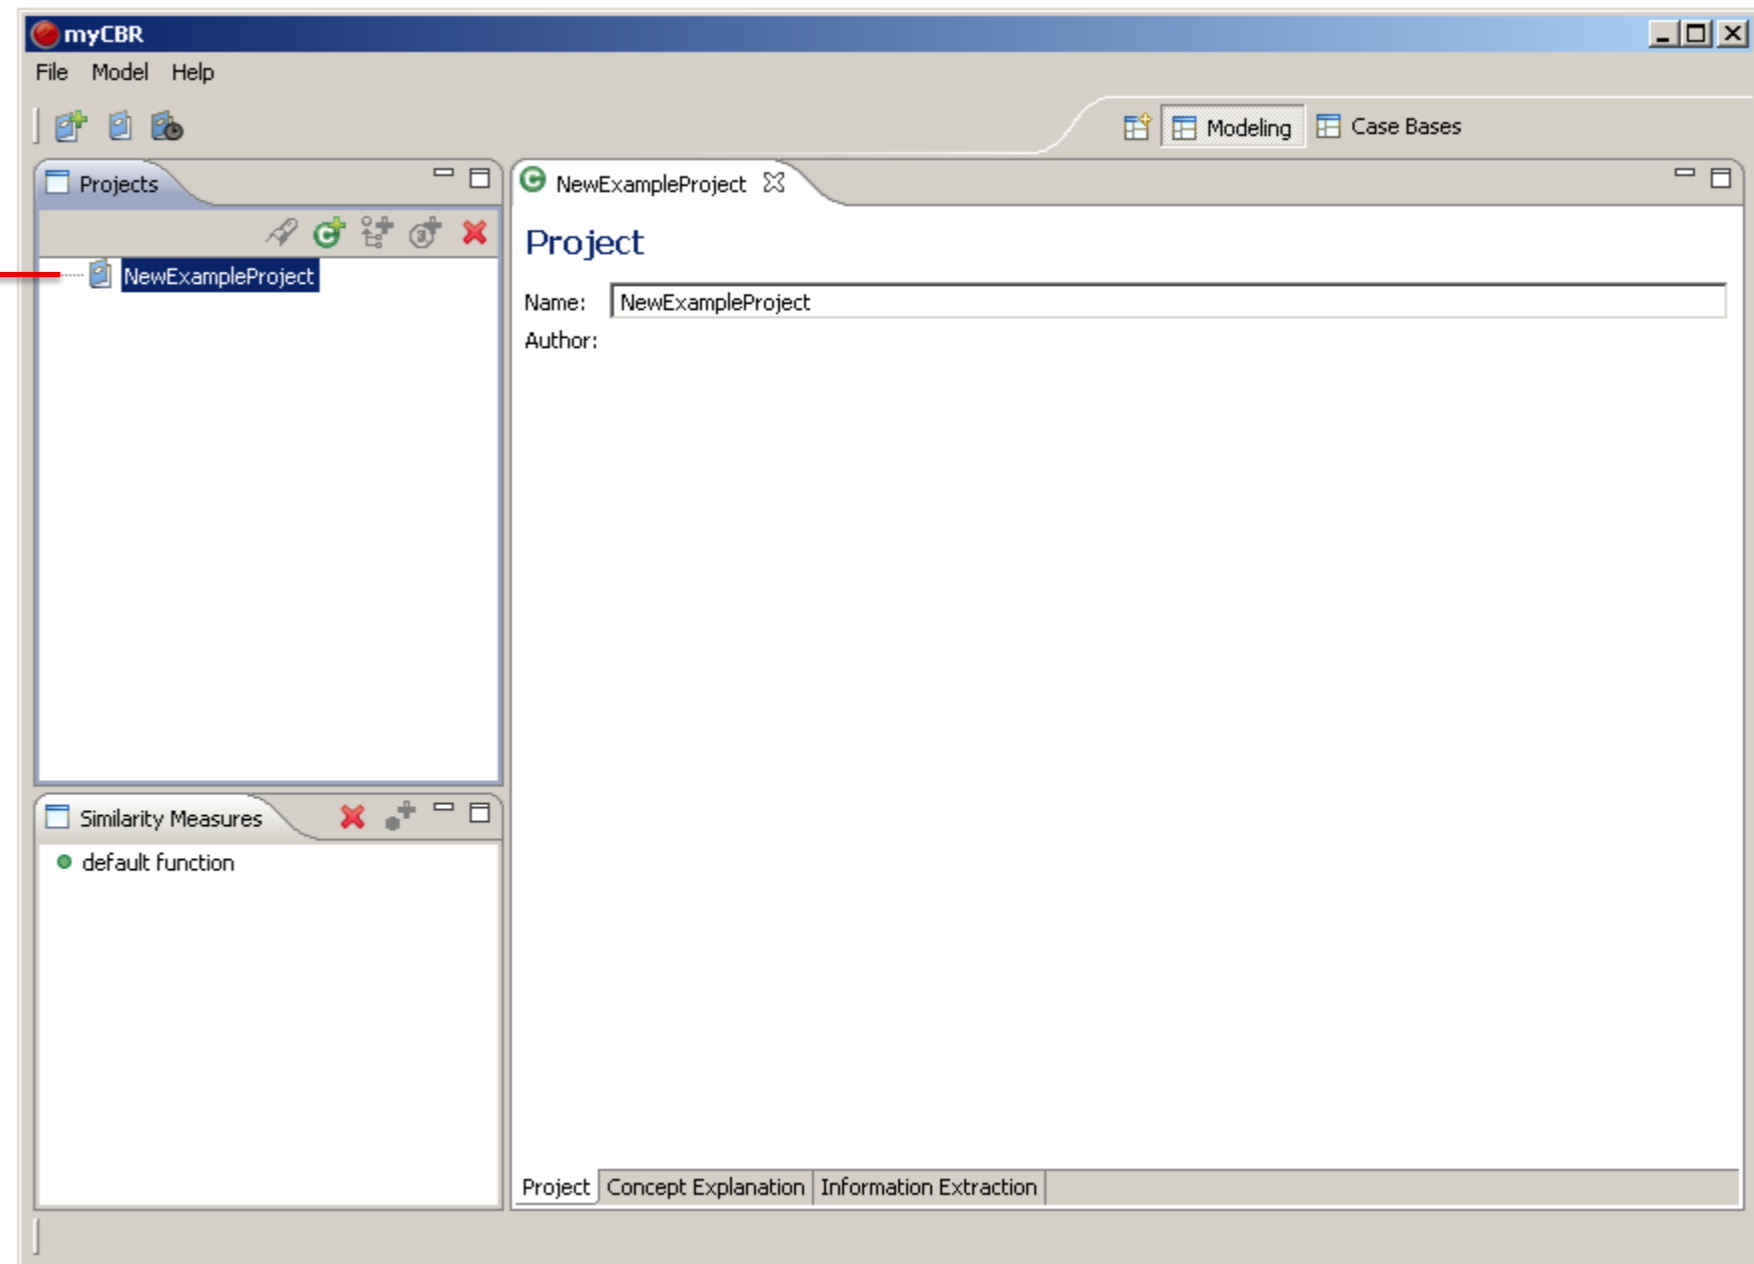 myCBR
File Model Help
Modeling Case Bases
Projects
NewExampleProject
NewExampleProject
Project
Name: NewExampleProject
Author:
Similarity Measures
default function
Project Concept Explanation Information Extraction